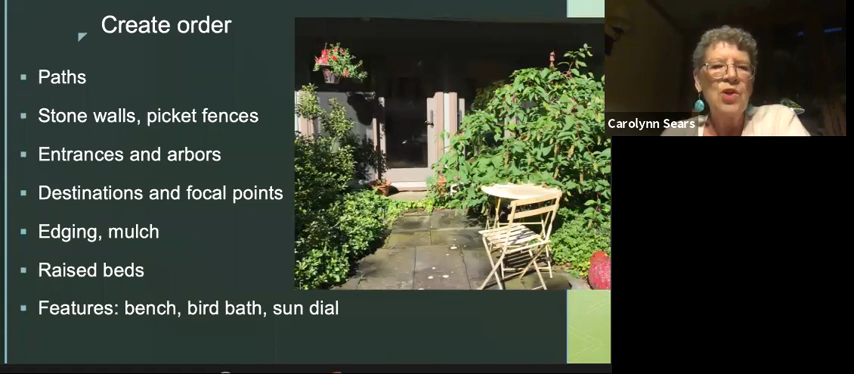 Create order
Paths
Stone walls, picket fences
Entrances and arbors
Destinations and focal points
Edging, mulch
Raised beds
Features: bench, bird bath, sun dial
Carolynn Sears